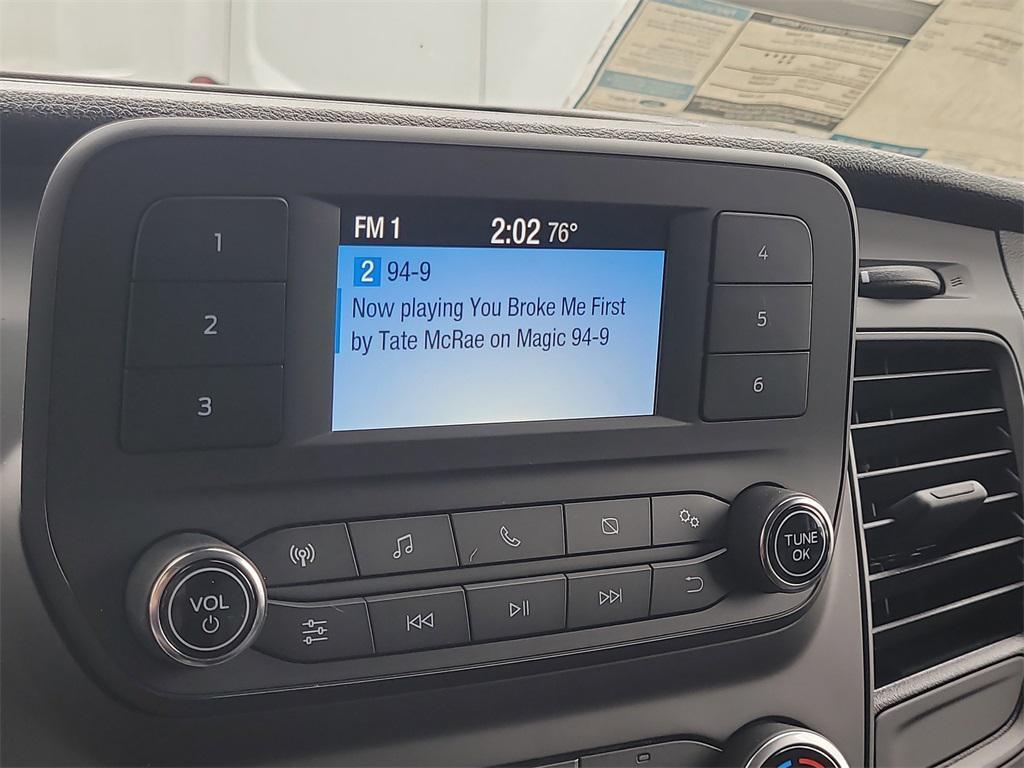 FM 1 2:02 76°
2 94-9
Now playing You Broke Me First
by Tate McRae on Magic 94-9
1
2
3
4
5
6
VOL
TUNE
OK